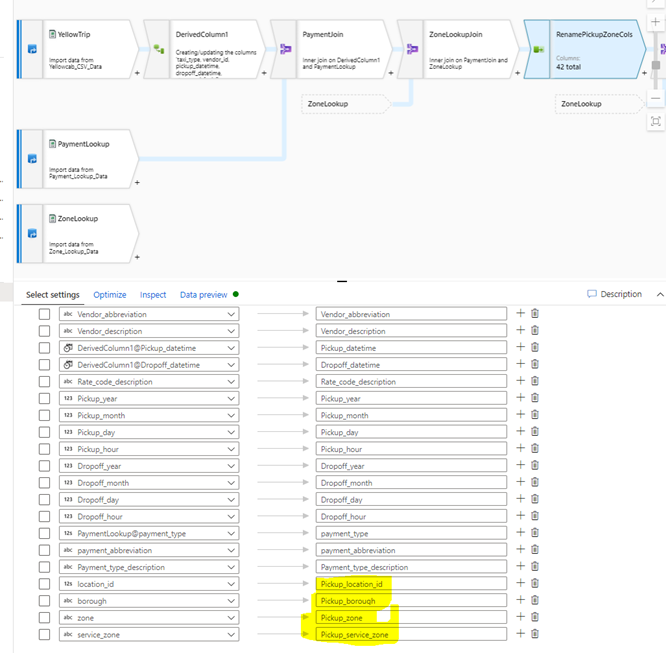 YellowTrip
Import data from
Yellowcab_CSV_Data
+
DerivedColumn1
Creating/updating the columns
'taxi_type, vendor_id,
pickup_datetime,
dropoff_datetime,
+
PaymentJoin
Inner join on DerivedColumn1
and PaymentLookup
+
ZoneLookupJoin
Inner join on PaymentJoin and
ZoneLookup
+
RenamePickupZoneCols
Columns:
42 total
+
ZoneLookup
ZoneLookup
PaymentLookup
Import data from
Payment_Lookup_Data
+
ZoneLookup
Import data from
Zone_Lookup_Data
+
Select settings Optimize Inspect Data preview Description
abc Vendor_abbreviation Vendor_abbreviation
abc Vendor_description Vendor_description
DerivedColumn1@Pickup_datetime Pickup_datetime
DerivedColumn1@Dropoff_datetime Dropoff_datetime
abc Rate_code_description Rate_code_description
123 Pickup_year Pickup_year
123 Pickup_month Pickup_month
123 Pickup_day Pickup_day
123 Pickup_hour Pickup_hour
123 Dropoff_year Dropoff_year
123 Dropoff_month Dropoff_month
123 Dropoff_day Dropoff_day
123 Dropoff_hour Dropoff_hour
12s PaymentLookup@payment_type payment_type
abc payment_abbreviation payment_abbreviation
abc Payment_type_description Payment_type_description
12s location_id Pickup_location_id
abc borough Pickup_borough
abc zone Pickup_zone
abc service_zone Pickup_service_zone